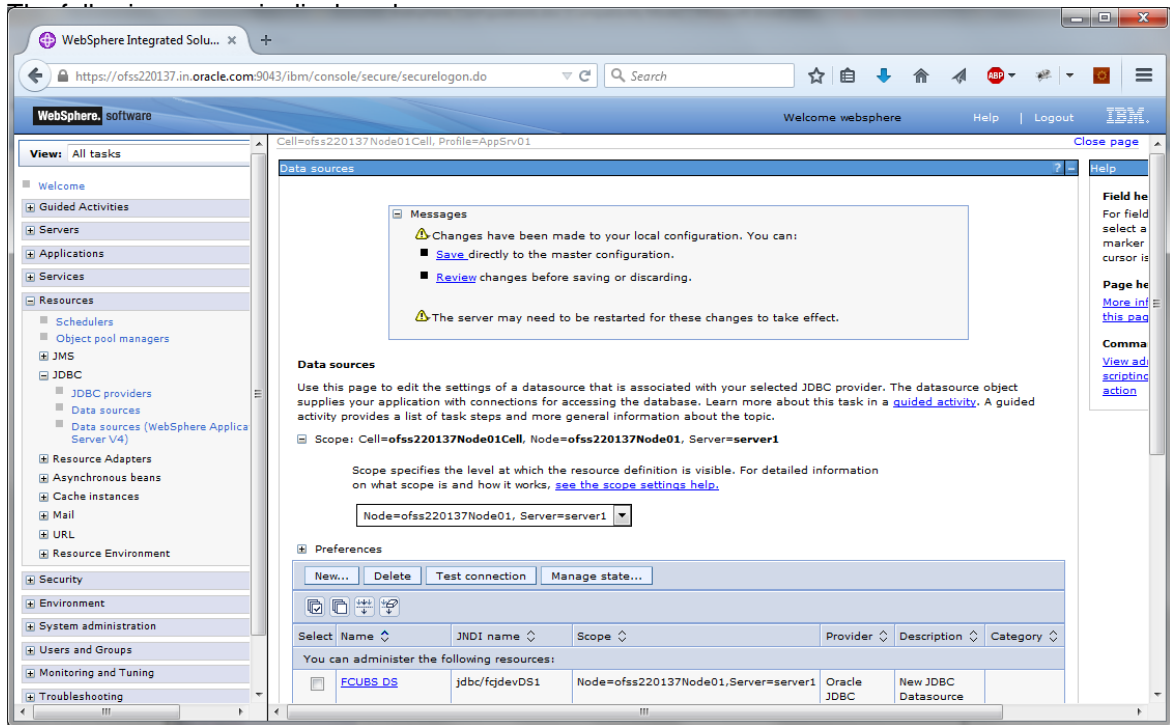 WebSphere Integrated Solu... ×
https://ofss220137.in.oracle.com:9043/ibm/console/secure/securelogon.do
Search
ABP
WebSphere. software
Welcome websphere
Help | Logout
IBM.
View: All tasks
Welcome
Guided Activities
Servers
Applications
Services
Resources
Schedulers
Object pool managers
JMS
JDBC
JDBC providers
Data sources
Data sources (WebSphere Applica
Server V4)
Resource Adapters
Asynchronous beans
Cache instances
Mail
URL
Resource Environment
Security
Environment
System administration
Users and Groups
Monitoring and Tuning
Troubleshooting
Cell=ofss220137Node01Cell, Profile=AppSrv01
Close page
Data sources ? -
Messages
Changes have been made to your local configuration. You can:
Save directly to the master configuration.
Review changes before saving or discarding.
The server may need to be restarted for these changes to take effect.
Data sources
Use this page to edit the settings of a datasource that is associated with your selected JDBC provider. The datasource object
supplies your application with connections for accessing the database. Learn more about this task in a guided activity. A guided
activity provides a list of task steps and more general information about the topic.
Scope: Cell=ofss220137Node01Cell, Node=ofss220137Node01, Server=server1
Scope specifies the level at which the resource definition is visible. For detailed information
on what scope is and how it works, see the scope settings help.
Node=ofss220137Node01, Server=server1
Preferences
New... Delete Test connection Manage state...
Select Name JNDI name Scope Provider Description Category
You can administer the following resources:
FCUBS DS jdbc/fcjdevDS1 Node=ofss220137Node01,Server=server1 Oracle JDBC New JDBC Datasource
Help
Field he
For field
select a
marker
cursor is
Page he
More inf
this pag
Comma
View adm
scripting
action